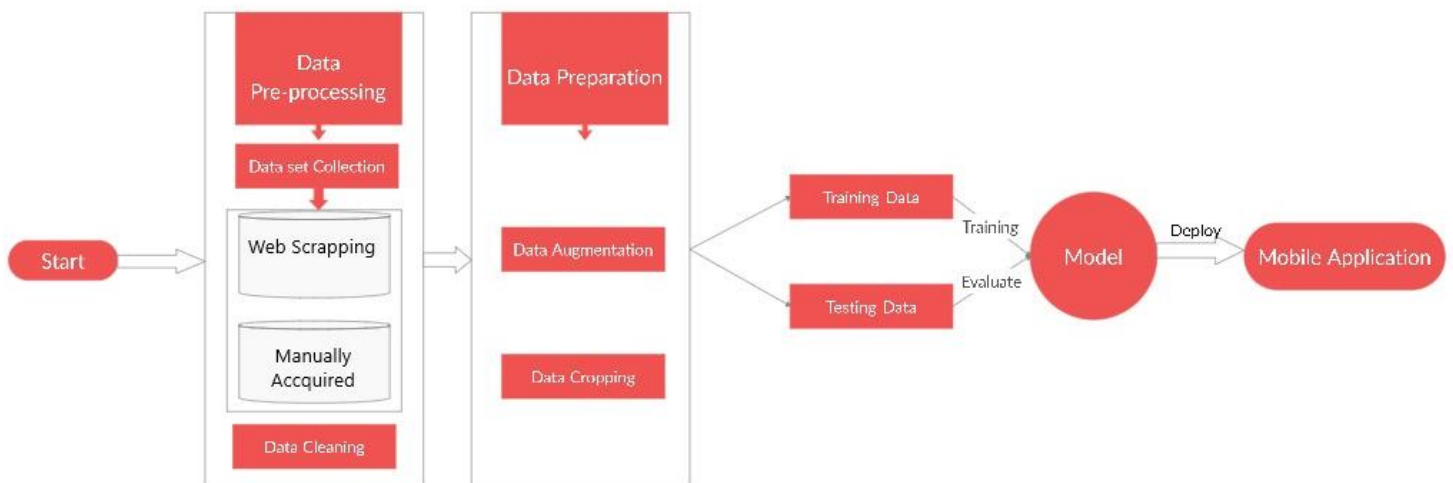 Start
Data
Pre-processing
Data set Collection
Web Scrapping
Manually
Accquired
Data Cleaning
Data Preparation
Data Augmentation
Data Cropping
Training Data
Testing Data
Training
Evaluate
Model
Deploy
Mobile Application